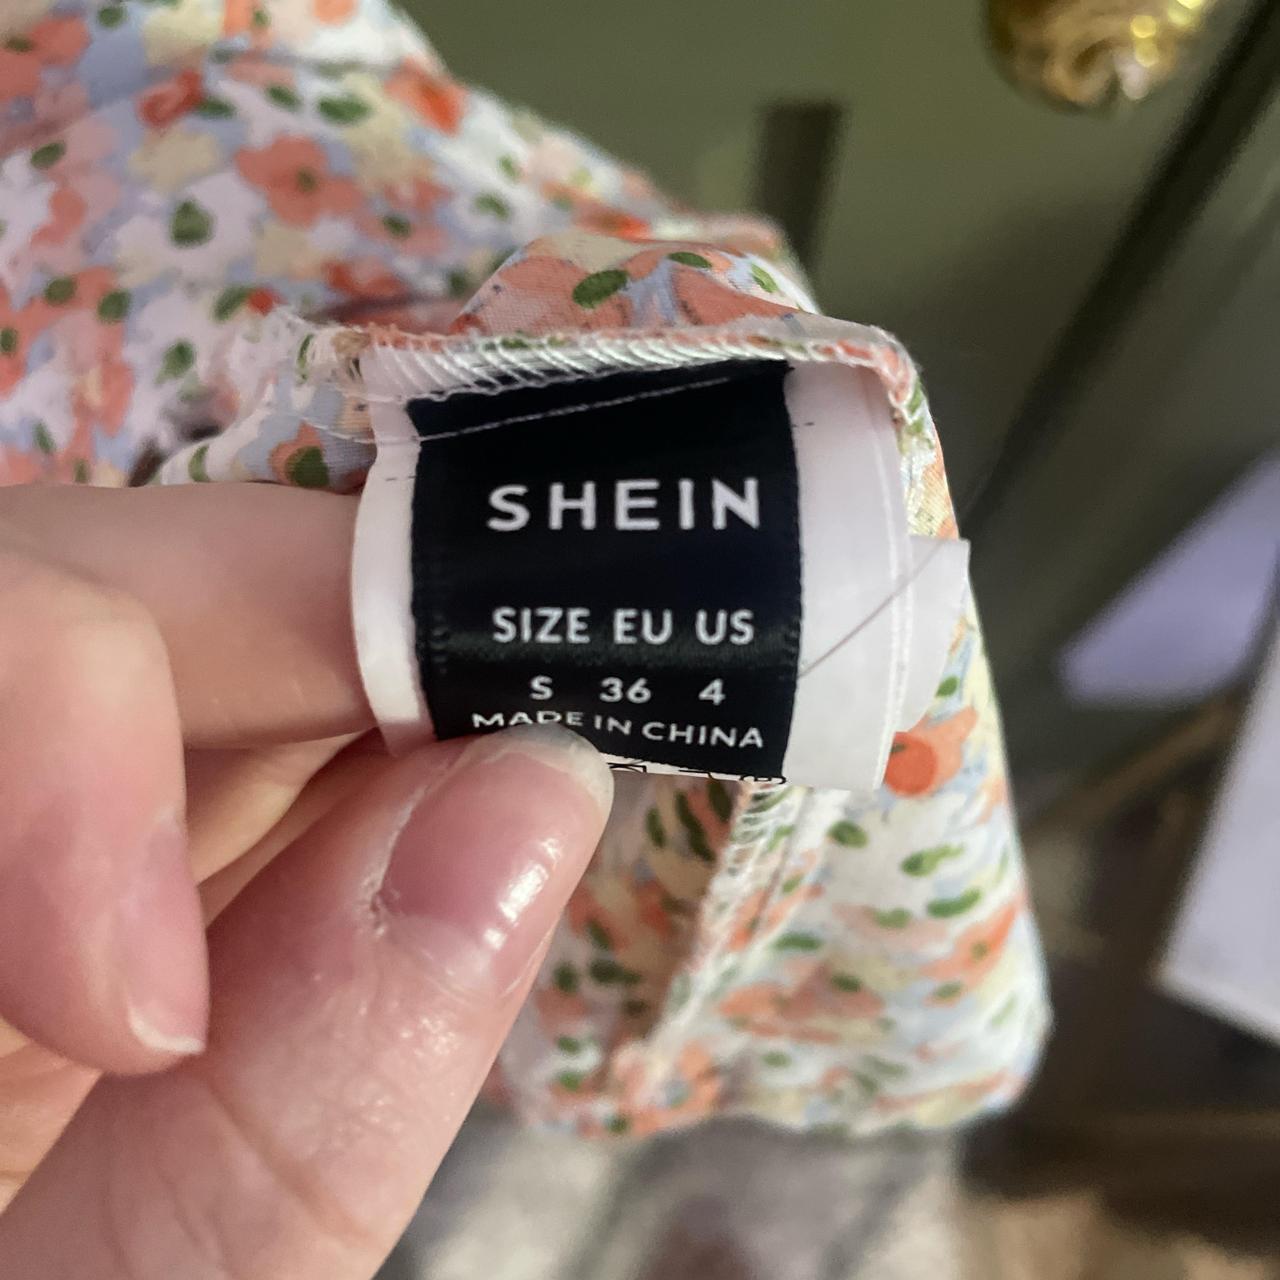 SHEIN
SIZE EU US
S 36 4
MADE IN CHINA